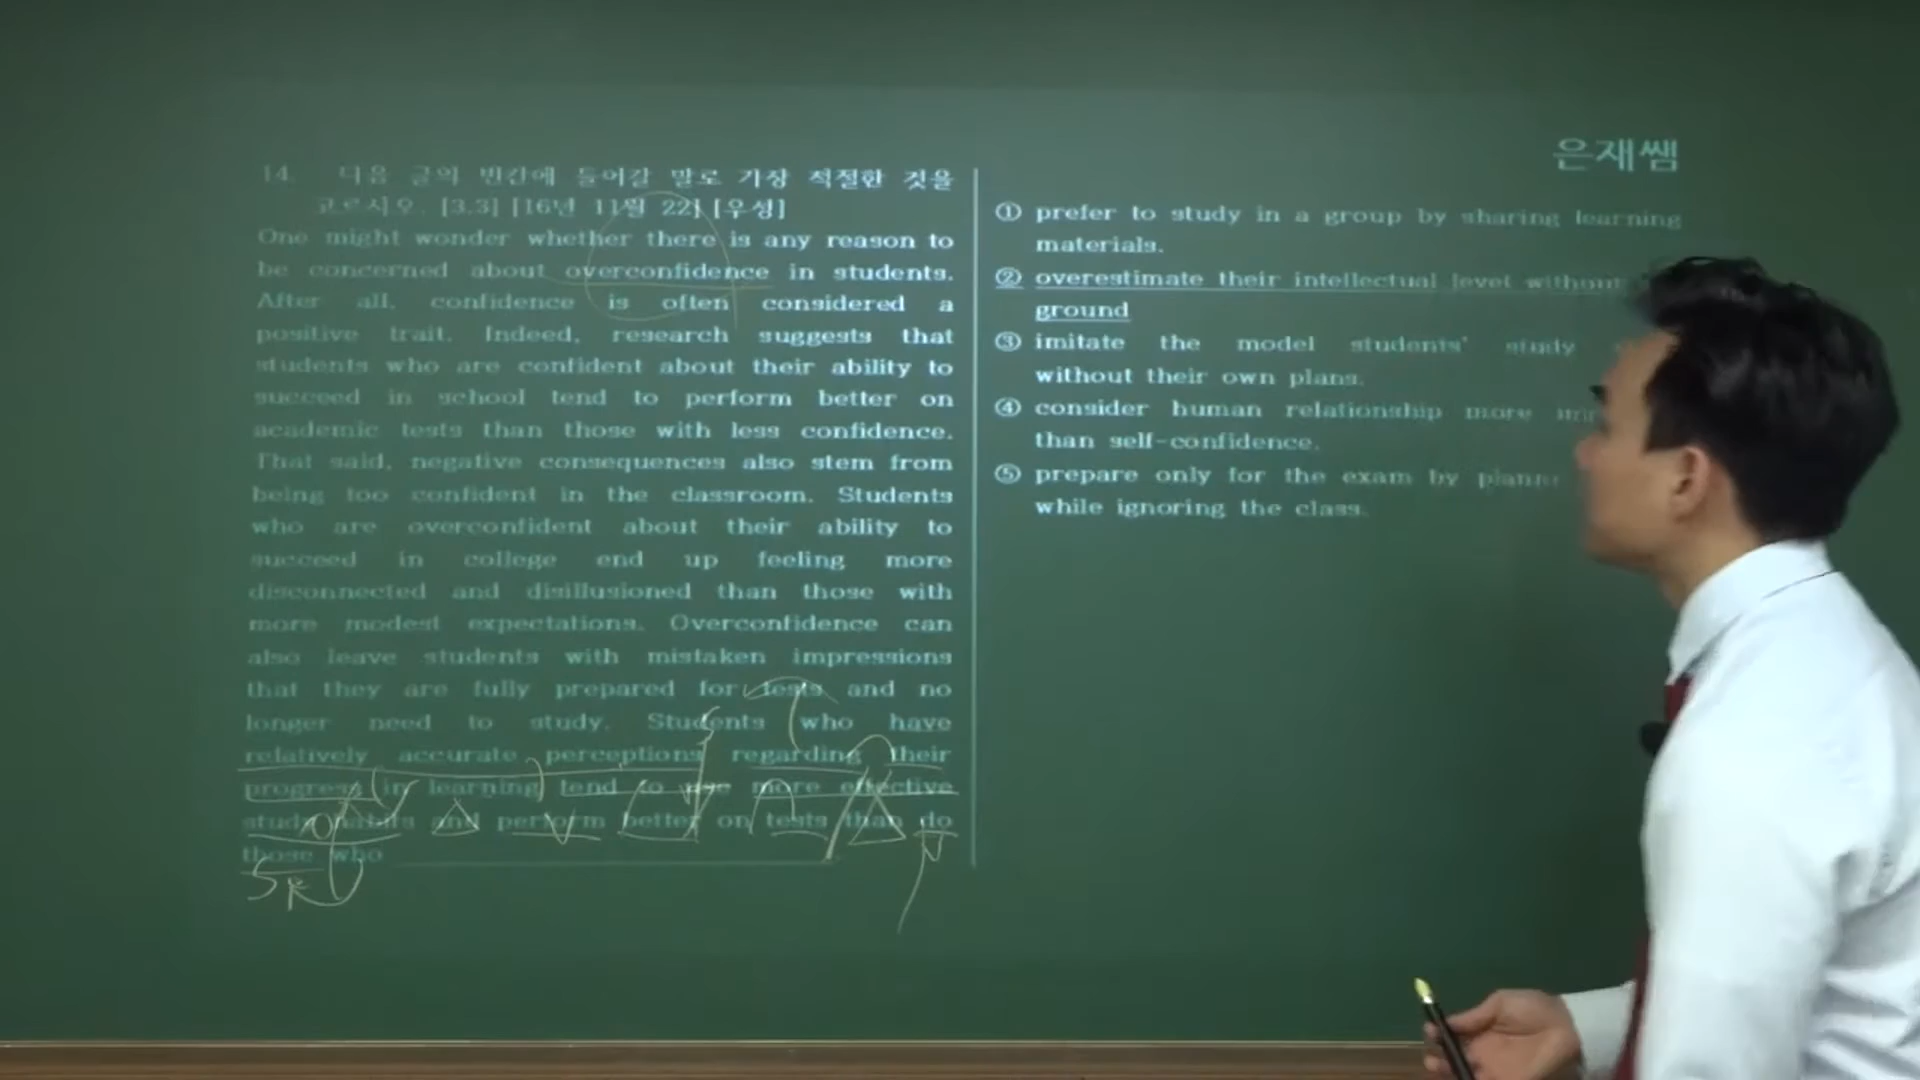 은재쌤
14. 다음 글의 빈칸에 들어갈 말로 가장 적절한 것을
고르시오. [3.3] [16년 11월 22] [우성]
One might wonder whether there is any reason to
be concerned about overconfidence in students.
After all, confidence is often considered a
positive trait. Indeed, research suggests that
students who are confident about their ability to
succeed in school tend to perform better on
academic tests than those with less confidence.
That said, negative consequences also stem from
being too confident in the classroom. Students
who are overconfident about their ability to
succeed in college end up feeling more
disconnected and disillusioned than those with
more modest expectations. Overconfidence can
also leave students with mistaken impressions
that they are fully prepared for tests and no
longer need to study. Students who have
relatively accurate perceptions regarding their
progress in learning tend to use more effective
study habits and perform better on tests than do
those who
① prefer to study in a group by sharing learning
materials.
② overestimate their intellectual level without
ground
③ imitate the model students' study
without their own plans.
④ consider human relationship more
than self-confidence.
⑤ prepare only for the exam by
while ignoring the class.